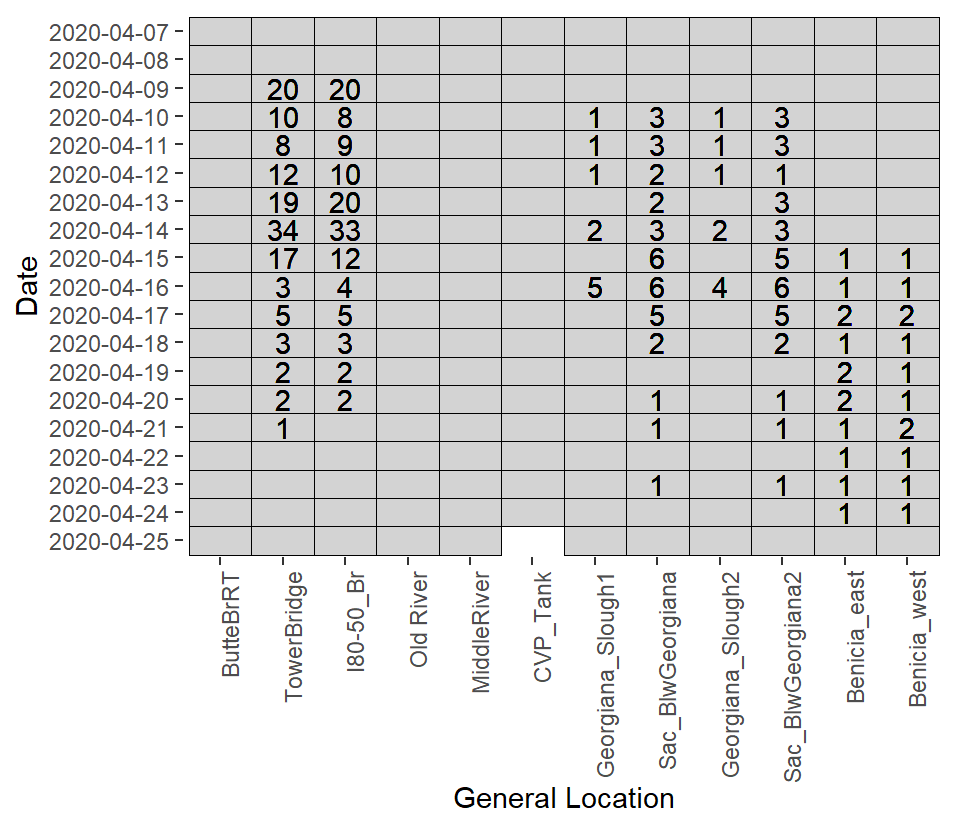 2020-04-07
2020-04-08
2020-04-09 20 20
2020-04-10 10 8 1 3 1 3
2020-04-11 8 9 1 3 1 3
2020-04-12 12 10 1 2 1 1
2020-04-13 19 20 2 3
2020-04-14 34 33 2 3 2 3
2020-04-15 17 12 6 5 1 1
2020-04-16 3 4 5 6 4 6 1 1
2020-04-17 5 5 5 5 2 2
2020-04-18 3 3 2 2 1 1
2020-04-19 2 2 2 1
2020-04-20 2 2 1 1 2 1
2020-04-21 1 1 1 1 2
2020-04-22 1 1
2020-04-23 1 1 1 1
2020-04-24 1 1
2020-04-25
Date
ButteBrRT
TowerBridge
I80-50_Br
Old River
MiddleRiver
CVP_Tank
Georgiana_Slough1
Sac_BlwGeorgiana
Georgiana_Slough2
Sac_BlwGeorgiana2
Benicia_east
Benicia_west
General Location